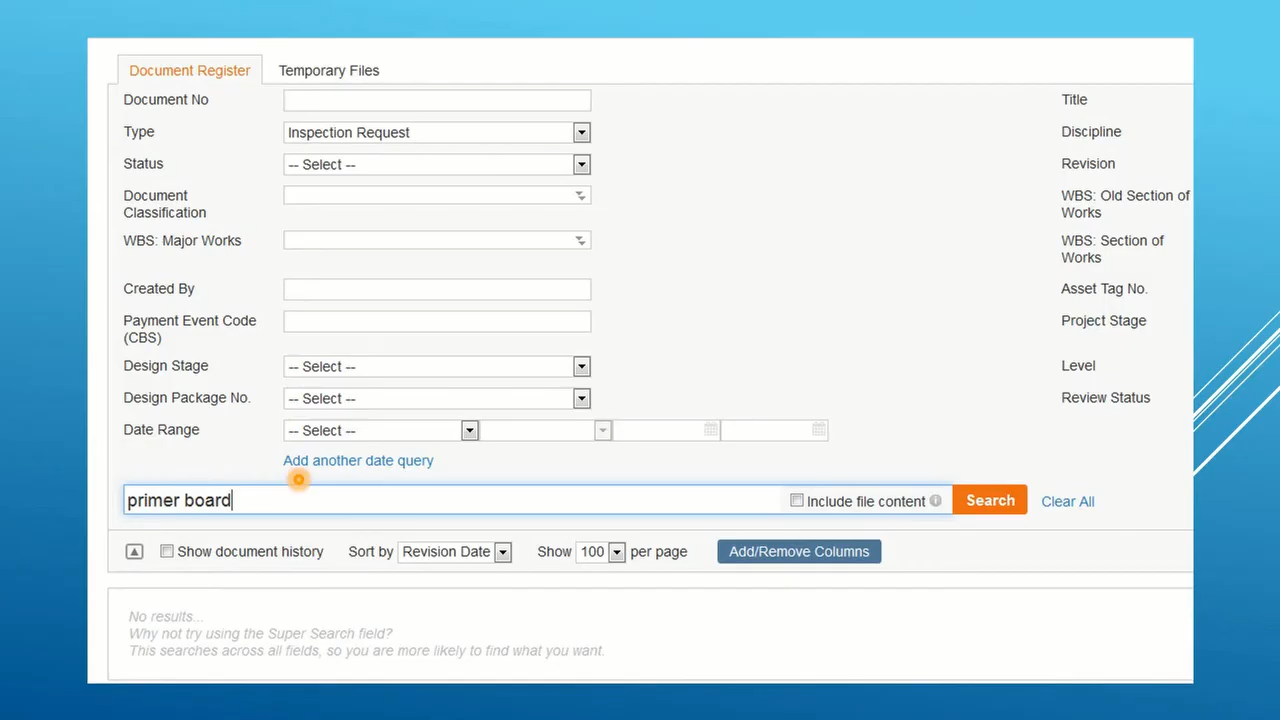 Document Register Temporary Files
Document No Title
Type Inspection Request Discipline
Status -- Select -- Revision
Document
Classification
WBS: Old Section of
Works
WBS: Major Works
WBS: Section of
Works
Created By Asset Tag No.
Payment Event Code
(CBS)
Project Stage
Design Stage -- Select -- Level
Design Package No. -- Select -- Review Status
Date Range -- Select --
Add another date query
primer board Include file content Search Clear All
Show document history Sort by Revision Date Show 100 per page Add/Remove Columns
No results...
Why not try using the Super Search field?
This searches across all fields, so you are more likely to find what you want.